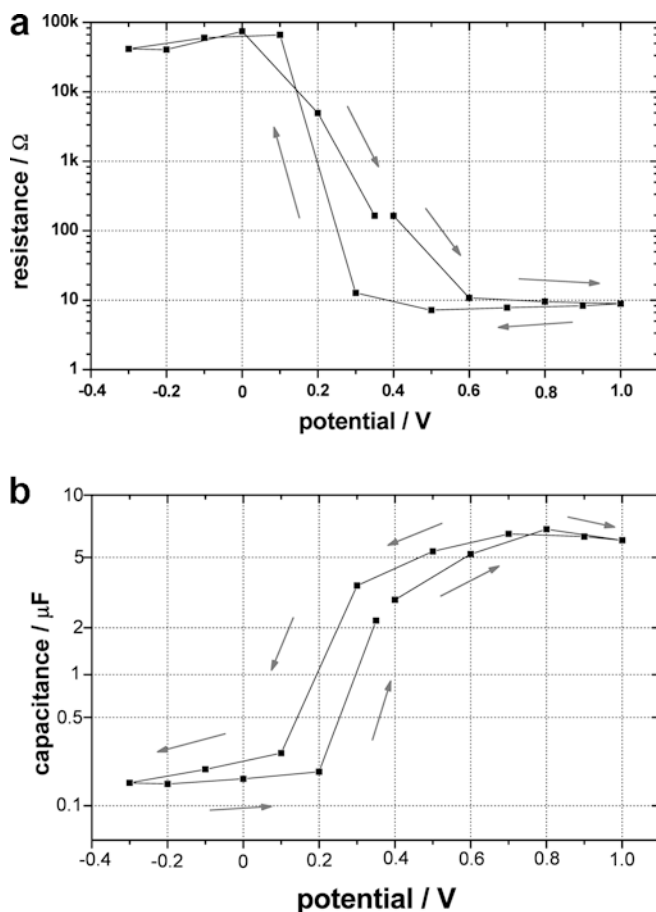 a
100k
10k
1k
100
10
1
resistance / Ω
-0.4 -0.2 0 0.2 0.4 0.6 0.8 1.0
potential / V
b
10
5
2
1
0.5
0.1
capacitance / µF
-0.4 -0.2 0 0.2 0.4 0.6 0.8 1.0
potential / V